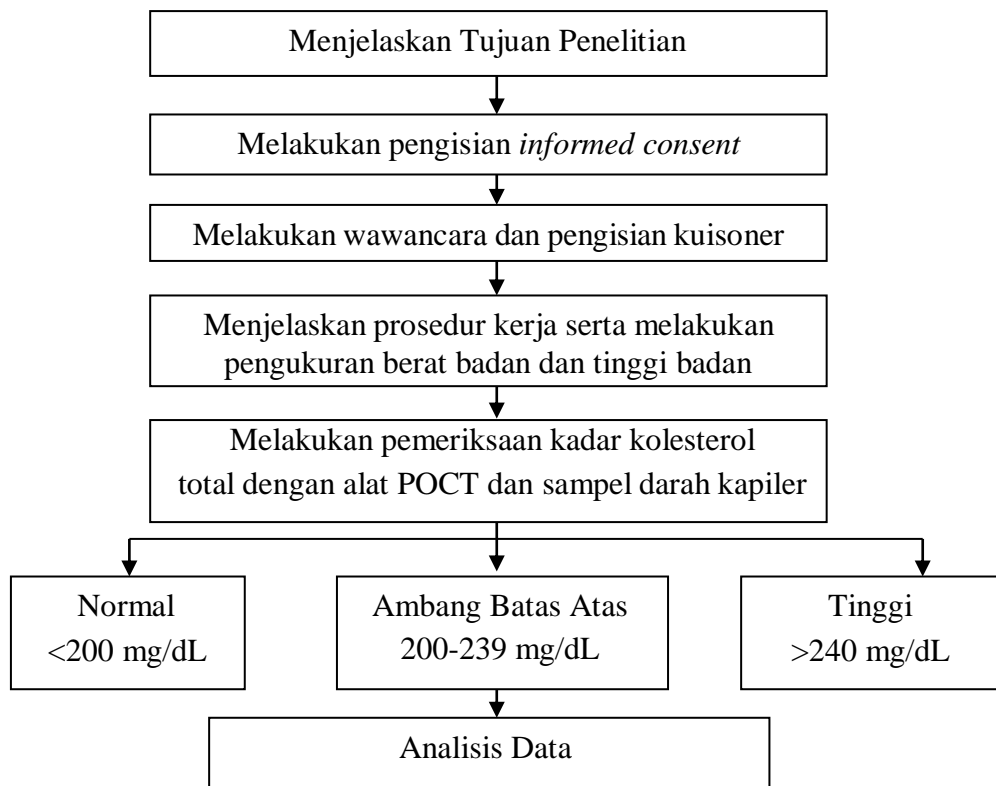 Menjelaskan Tujuan Penelitian
Melakukan pengisian informed consent
Melakukan wawancara dan pengisian kuisoner
Menjelaskan prosedur kerja serta melakukan
pengukuran berat badan dan tinggi badan
Melakukan pemeriksaan kadar kolesterol
total dengan alat POCT dan sampel darah kapiler
Normal
<200 mg/dL
Ambang Batas Atas
200-239 mg/dL
Tinggi
>240 mg/dL
Analisis Data